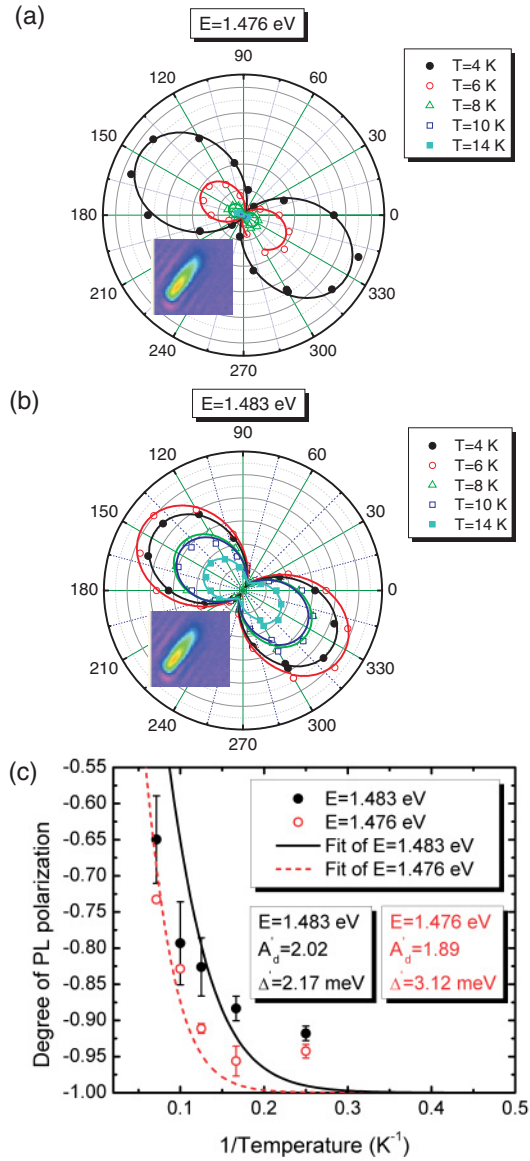 (a)
E=1.476 eV
90
120 60
T=4 K
T=6 K
T=8 K
T=10 K
T=14 K
150 30
180 0
210 330
240 300
270
(b)
E=1.483 eV
90
120 60
T=4 K
T=6 K
T=8 K
T=10 K
T=14 K
150 30
180 0
210 330
240 300
270
(c)
-0.55
-0.60
-0.65
-0.70
-0.75
-0.80
-0.85
-0.90
-0.95
-1.00
Degree of PL polarization
E=1.483 eV
E=1.476 eV
Fit of E=1.483 eV
Fit of E=1.476 eV
E=1.483 eV
A'd=2.02
Δ'=2.17 meV
E=1.476 eV
A'd=1.89
Δ'=3.12 meV
0.1 0.2 0.3 0.4 0.5
1/Temperature (K⁻¹)